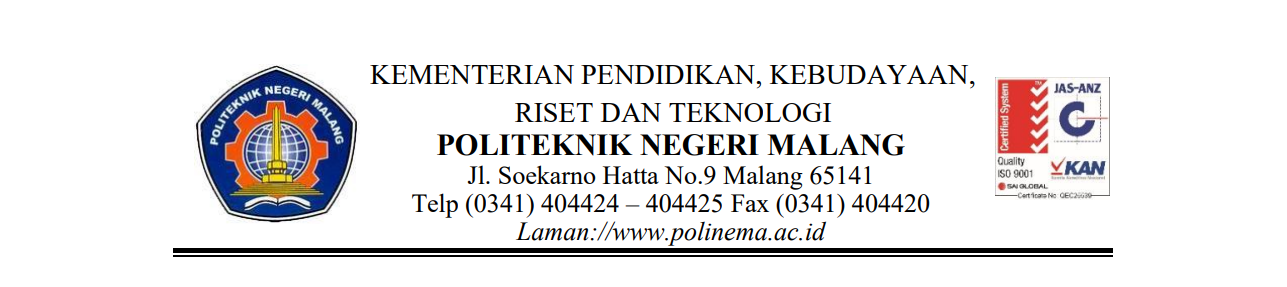 POLITEKNIK NEGERI MALANG
KEMENTERIAN PENDIDIKAN, KEBUDAYAAN,
RISET DAN TEKNOLOGI
POLITEKNIK NEGERI MALANG
Jl. Soekarno Hatta No.9 Malang 65141
Telp (0341) 404424 – 404425 Fax (0341) 404420
Laman://www.polinema.ac.id
Certified System
JAS-ANZ
Quality
ISO 9001
KAN
SAI GLOBAL
Certificate No